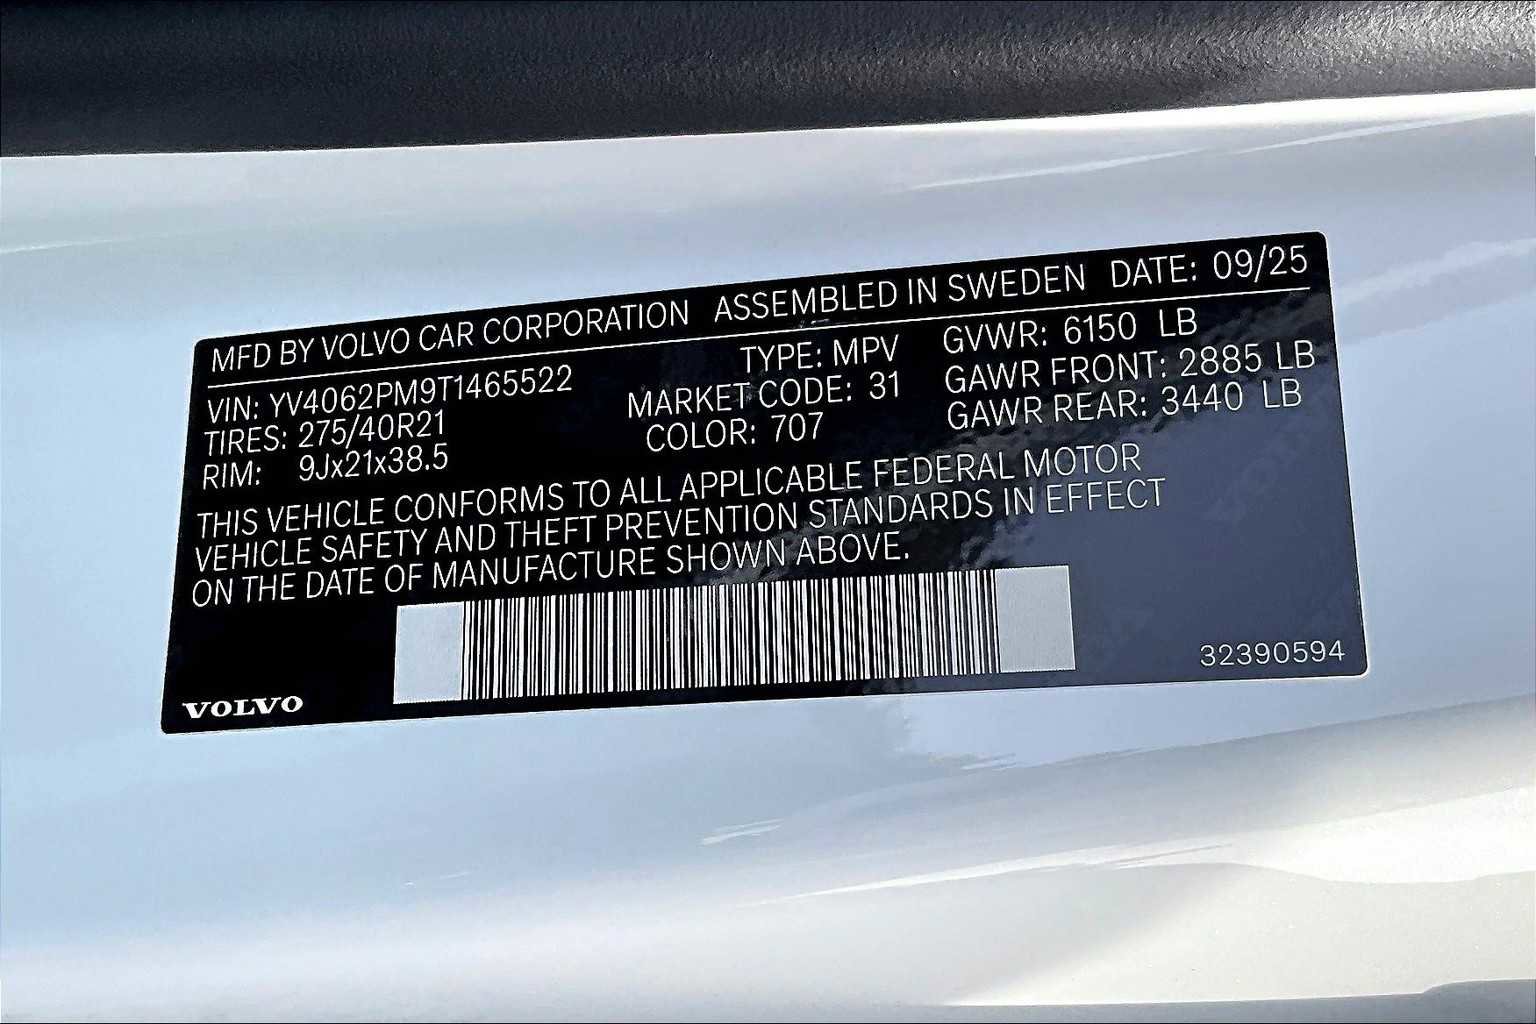 MFD BY VOLVO CAR CORPORATION ASSEMBLED IN SWEDEN DATE: 09/25
VIN: YV4062PM9T1465522 TYPE: MPV GVWR: 6150 LB
TIRES: 275/40R21 MARKET CODE: 31 GAWR FRONT: 2885 LB
RIM: 9Jx21x38.5 COLOR: 707 GAWR REAR: 3440 LB
THIS VEHICLE CONFORMS TO ALL APPLICABLE FEDERAL MOTOR
VEHICLE SAFETY AND THEFT PREVENTION STANDARDS IN EFFECT
ON THE DATE OF MANUFACTURE SHOWN ABOVE.
VOLVO 32390594